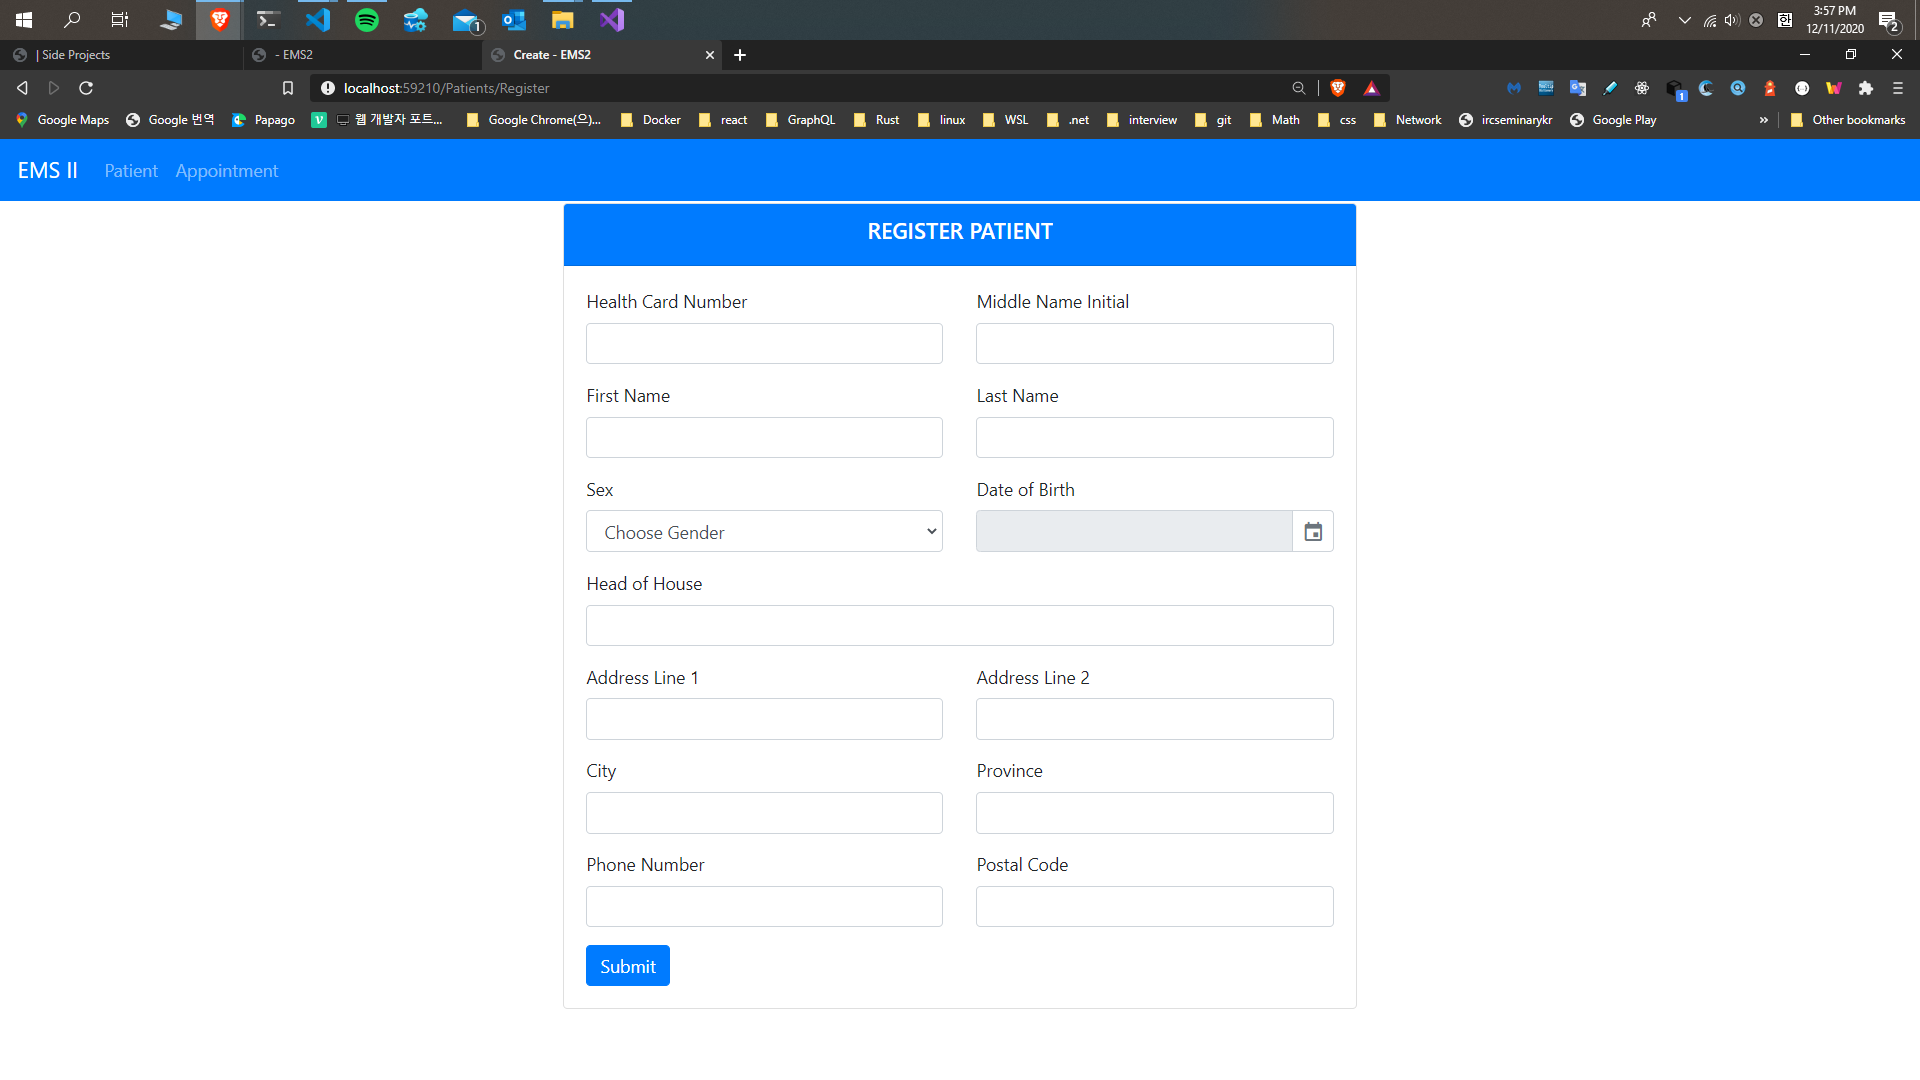 1
3:57 PM
12/11/2020
2
| Side Projects
- EMS2
Create - EMS2
localhost:59210/Patients/Register
1
Google Maps
Google 번역
Papago
웹 개발자 포트...
Google Chrome(으)...
Docker
react
GraphQL
Rust
linux
WSL
.net
interview
git
Math
css
Network
ircseminarykr
Google Play
»
Other bookmarks
EMS II
Patient
Appointment
REGISTER PATIENT
Health Card Number
Middle Name Initial
First Name
Last Name
Sex
Date of Birth
Choose Gender
Head of House
Address Line 1
Address Line 2
City
Province
Phone Number
Postal Code
Submit